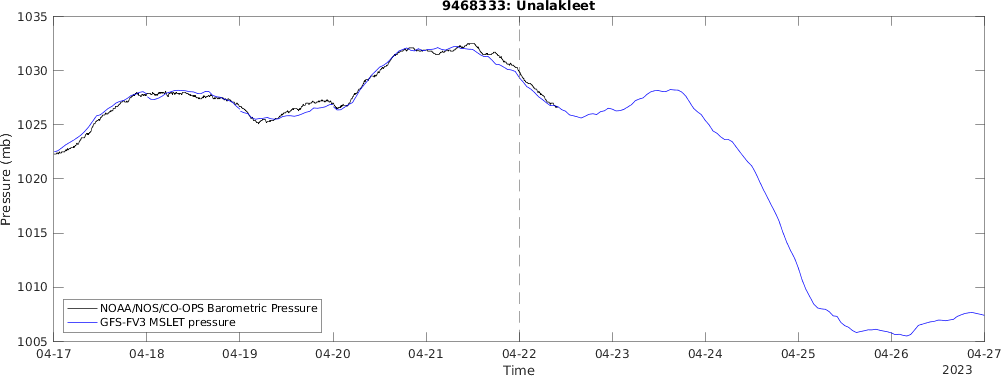 9468333: Unalakleet
1035
1030
1025
1020
1015
1010
1005
Pressure (mb)
NOAA/NOS/CO-OPS Barometric Pressure
GFS-FV3 MSLET pressure
04-17 04-18 04-19 04-20 04-21 04-22 04-23 04-24 04-25 04-26 04-27
Time
2023